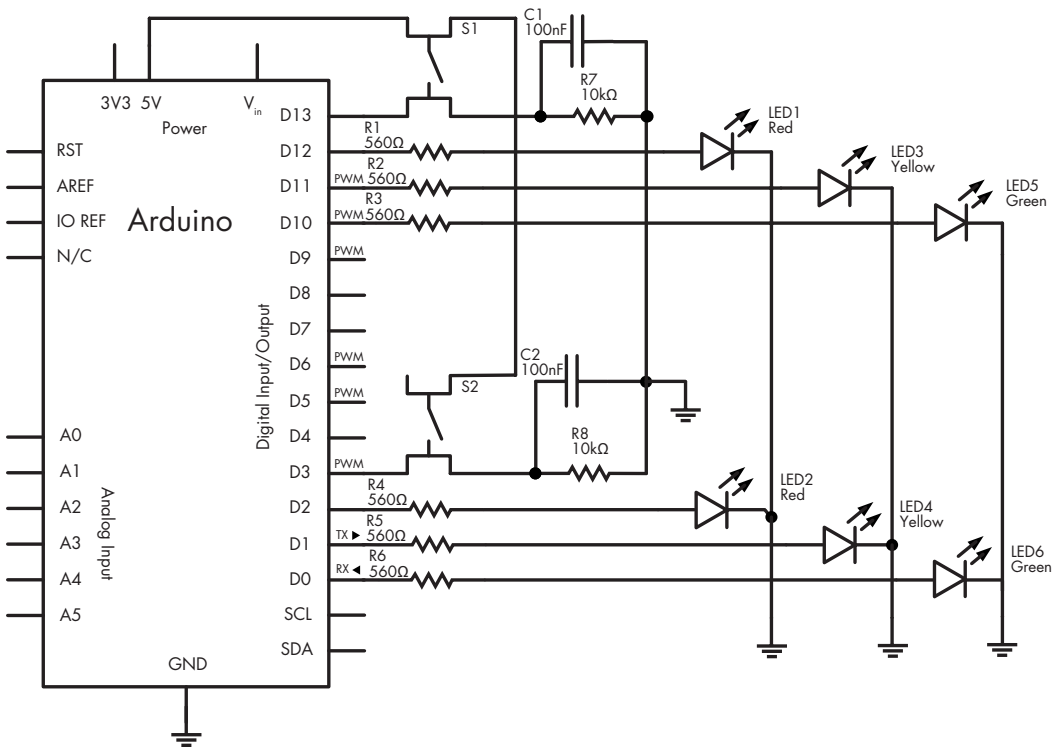 C1
100nF
S1
R7
10kΩ
3V3 5V
Vin
Power
D13
LED1
Red
R1
560Ω
RST
D12
R2
LED3
Yellow
AREF
D11
PWM
560Ω
R3
LED5
Green
IO REF
Arduino
D10
PWM
560Ω
N/C
D9
PWM
D8
D7
Digital Input/Output
C2
100nF
D6
PWM
S2
D5
PWM
A0
D4
R8
10kΩ
A1
D3
PWM
LED2
Red
R4
560Ω
A2
D2
Analog Input
R5
LED4
Yellow
A3
D1
TX ►
560Ω
R6
LED6
Green
A4
D0
RX ◄
560Ω
A5
SCL
SDA
GND